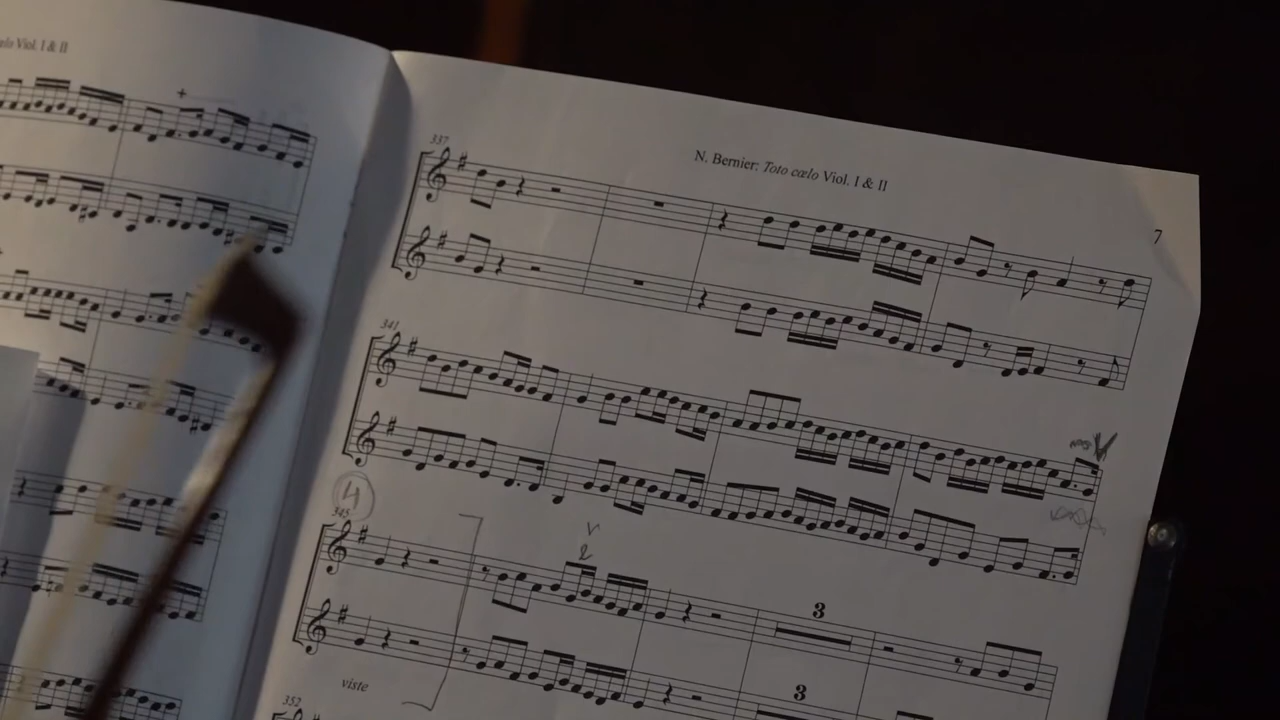 Viol. I & II
N. Bernier: Toto cœlo Viol. I & II
7
337
341
4
345
V
2
3
3
viste
352